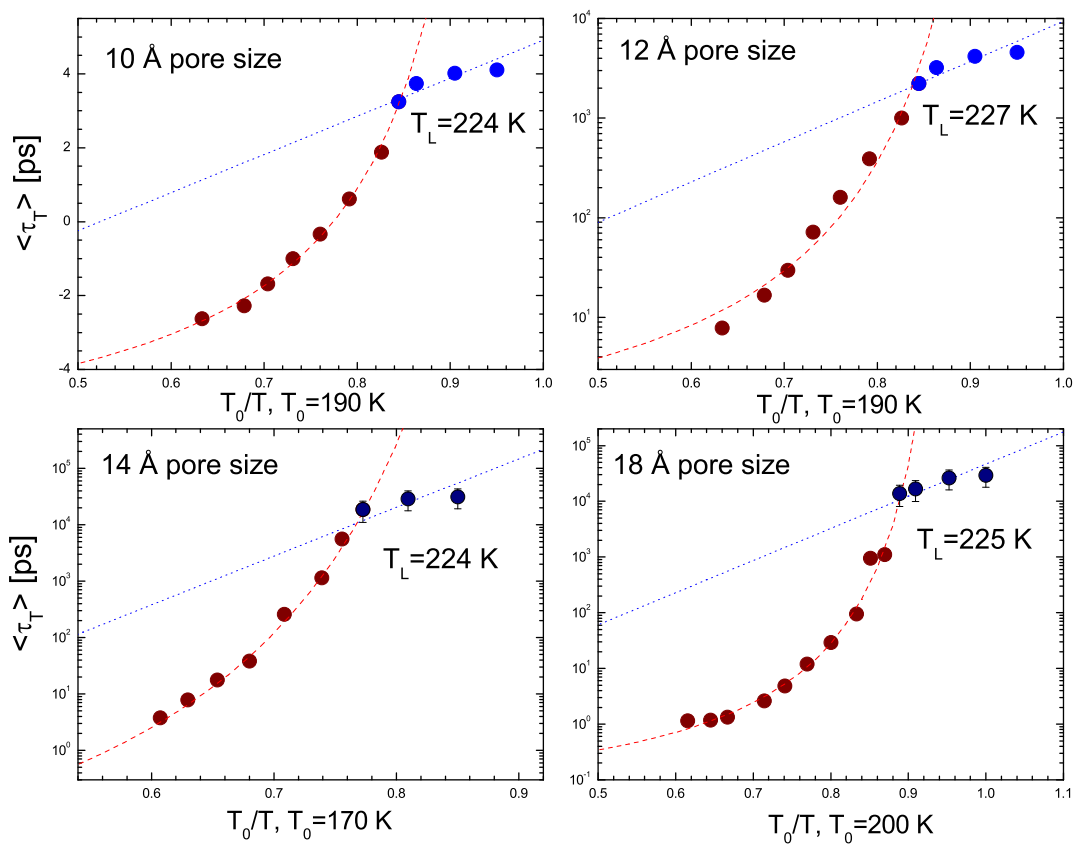 10 Å pore size
T_L=224 K
<τ_T> [ps]
4
2
0
-2
-4
0.5 0.6 0.7 0.8 0.9 1.0
T_0/T, T_0=190 K
12 Å pore size
T_L=227 K
10^4
10^3
10^2
10^1
0.5 0.6 0.7 0.8 0.9 1.0
T_0/T, T_0=190 K
14 Å pore size
T_L=224 K
<τ_T> [ps]
10^5
10^4
10^3
10^2
10^1
10^0
0.6 0.7 0.8 0.9
T_0/T, T_0=170 K
18 Å pore size
T_L=225 K
10^5
10^4
10^3
10^2
10^1
10^0
10^-1
0.5 0.6 0.7 0.8 0.9 1.0 1.1
T_0/T, T_0=200 K